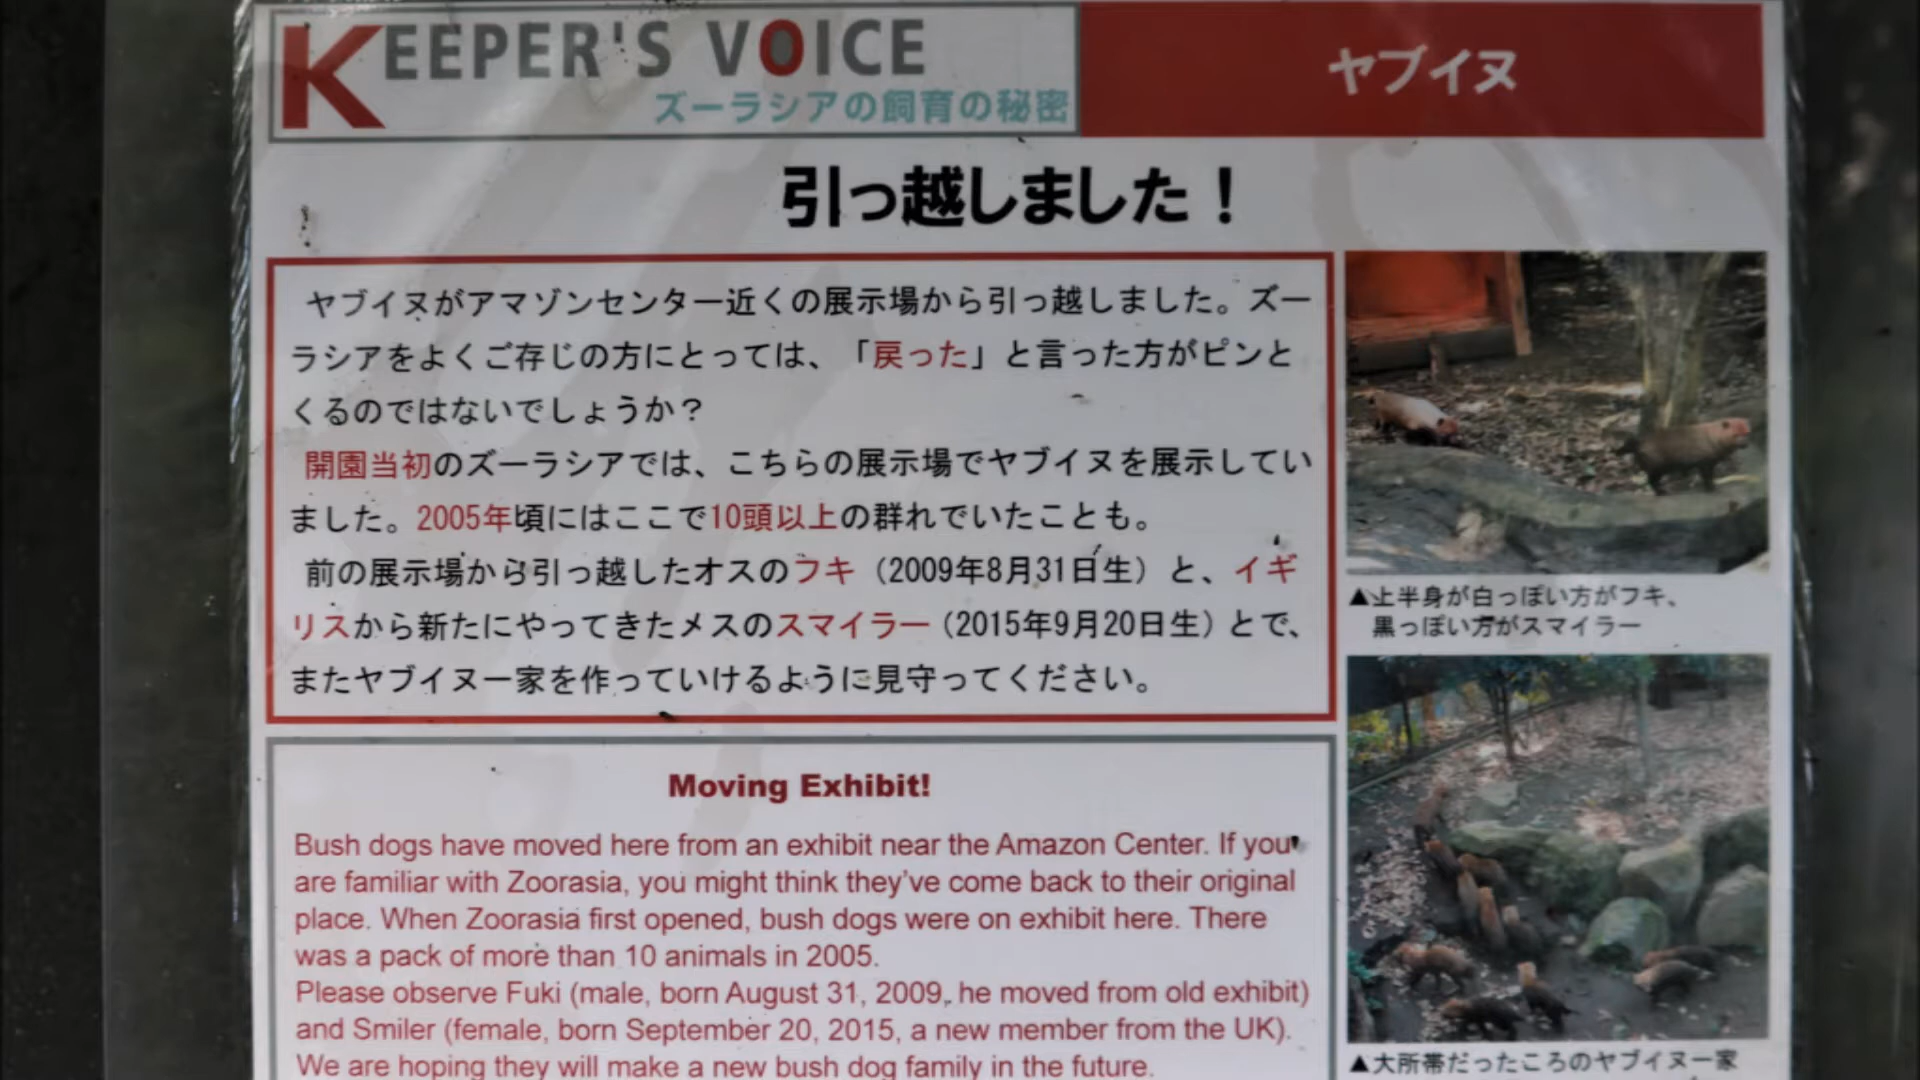 KEEPER'S VOICE
ズーラシアの飼育の秘密
ヤブイヌ
引っ越しました！
ヤブイヌがアマゾンセンター近くの展示場から引っ越しました。ズー
ラシアをよくご存じの方にとっては、「戻った」と言った方がピンと
くるのではないでしょうか？
開園当初のズーラシアでは、こちらの展示場でヤブイヌを展示してい
ました。2005年頃にはここで10頭以上の群れでいたことも。
前の展示場から引っ越したオスのフキ（2009年8月31日生）と、イギ
リスから新たにやってきたメスのスマイラー（2015年9月20日生）とで、
またヤブイヌ一家を作っていけるように見守ってください。
▲上半身が白っぽい方がフキ、
黒っぽい方がスマイラー
Moving Exhibit!
Bush dogs have moved here from an exhibit near the Amazon Center. If you
are familiar with Zoorasia, you might think they've come back to their original
place. When Zoorasia first opened, bush dogs were on exhibit here. There
was a pack of more than 10 animals in 2005.
Please observe Fuki (male, born August 31, 2009, he moved from old exhibit)
and Smiler (female, born September 20, 2015, a new member from the UK).
We are hoping they will make a new bush dog family in the future.
▲大所帯だったころのヤブイヌ一家